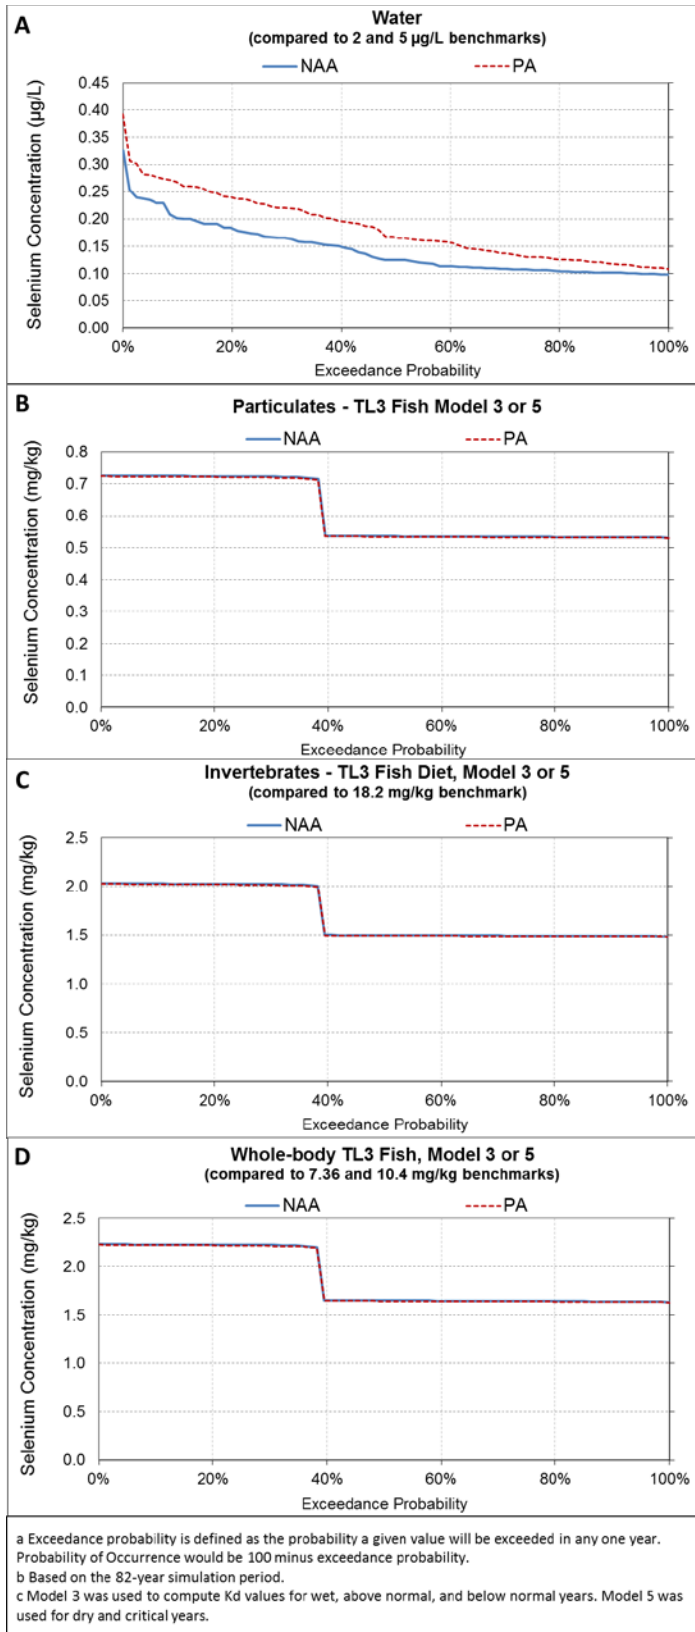 A
Water
(compared to 2 and 5 µg/L benchmarks)
NAA PA
Selenium Concentration (µg/L)
0.45
0.40
0.35
0.30
0.25
0.20
0.15
0.10
0.05
0.00
0% 20% 40% 60% 80% 100%
Exceedance Probability
B
Particulates - TL3 Fish Model 3 or 5
NAA PA
Selenium Concentration (mg/kg)
0.8
0.7
0.6
0.5
0.4
0.3
0.2
0.1
0.0
0% 20% 40% 60% 80% 100%
Exceedance Probability
C
Invertebrates - TL3 Fish Diet, Model 3 or 5
(compared to 18.2 mg/kg benchmark)
NAA PA
Selenium Concentration (mg/kg)
2.5
2.0
1.5
1.0
0.5
0.0
0% 20% 40% 60% 80% 100%
Exceedance Probability
D
Whole-body TL3 Fish, Model 3 or 5
(compared to 7.36 and 10.4 mg/kg benchmarks)
NAA PA
Selenium Concentration (mg/kg)
2.5
2.0
1.5
1.0
0.5
0.0
0% 20% 40% 60% 80% 100%
Exceedance Probability
a Exceedance probability is defined as the probability a given value will be exceeded in any one year.
Probability of Occurrence would be 100 minus exceedance probability.
b Based on the 82-year simulation period.
c Model 3 was used to compute Kd values for wet, above normal, and below normal years. Model 5 was
used for dry and critical years.